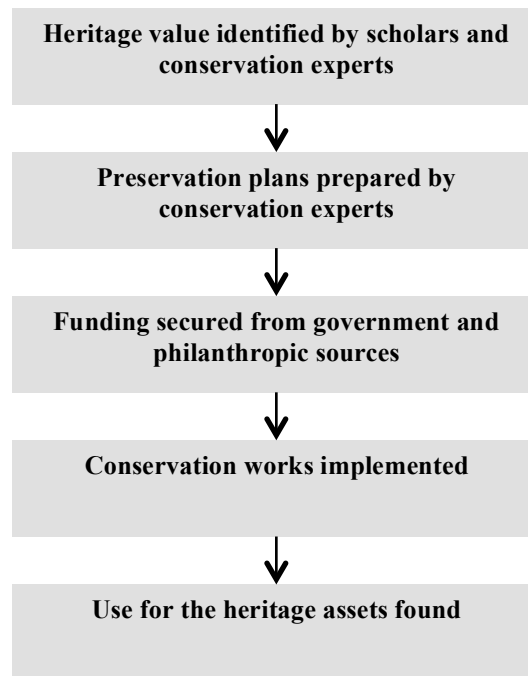 Heritage value identified by scholars and
conservation experts
Preservation plans prepared by
conservation experts
Funding secured from government and
philanthropic sources
Conservation works implemented
Use for the heritage assets found